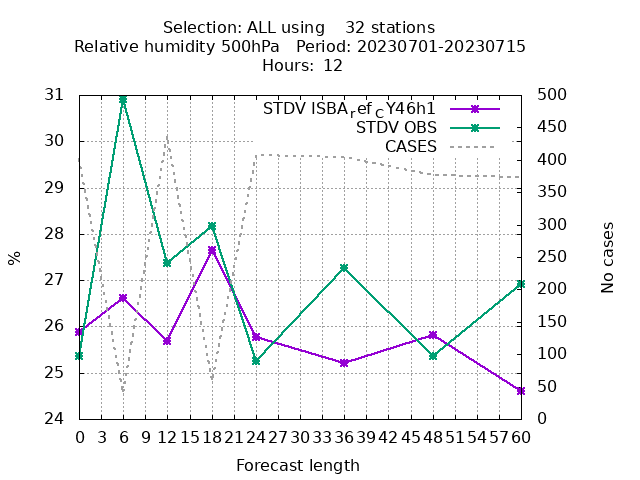 Selection: ALL using    32 stations
Relative humidity 500hPa   Period: 20230701-20230715
Hours:  12
STDV ISBA_ref_CY46h1
STDV OBS
CASES
31
30
29
28
27
26
25
24
%
500
450
400
350
300
250
200
150
100
50
0
No cases
0 3 6 9 12 15 18 21 24 27 30 33 36 39 42 45 48 51 54 57 60
Forecast length